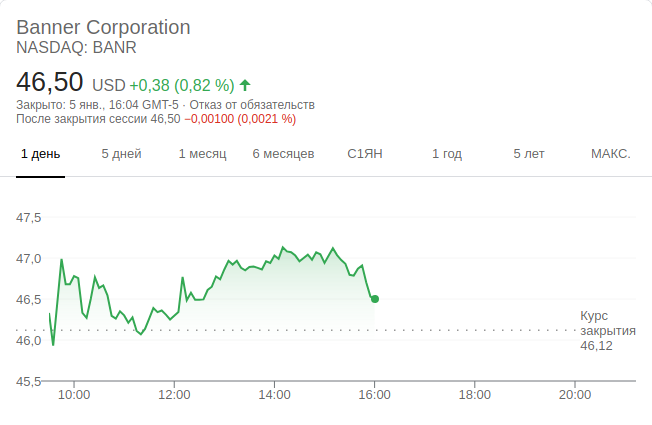 Banner Corporation
NASDAQ: BANR
46,50 USD +0,38 (0,82 %)
Закрыто: 5 янв., 16:04 GMT-5 · Отказ от обязательств
После закрытия сессии 46,50 −0,00100 (0,0021 %)
1 день 5 дней 1 месяц 6 месяцев С1ЯН 1 год 5 лет МАКС.
47,5
47,0
46,5
46,0
45,5
Курс
закрытия
46,12
10:00 12:00 14:00 16:00 18:00 20:00